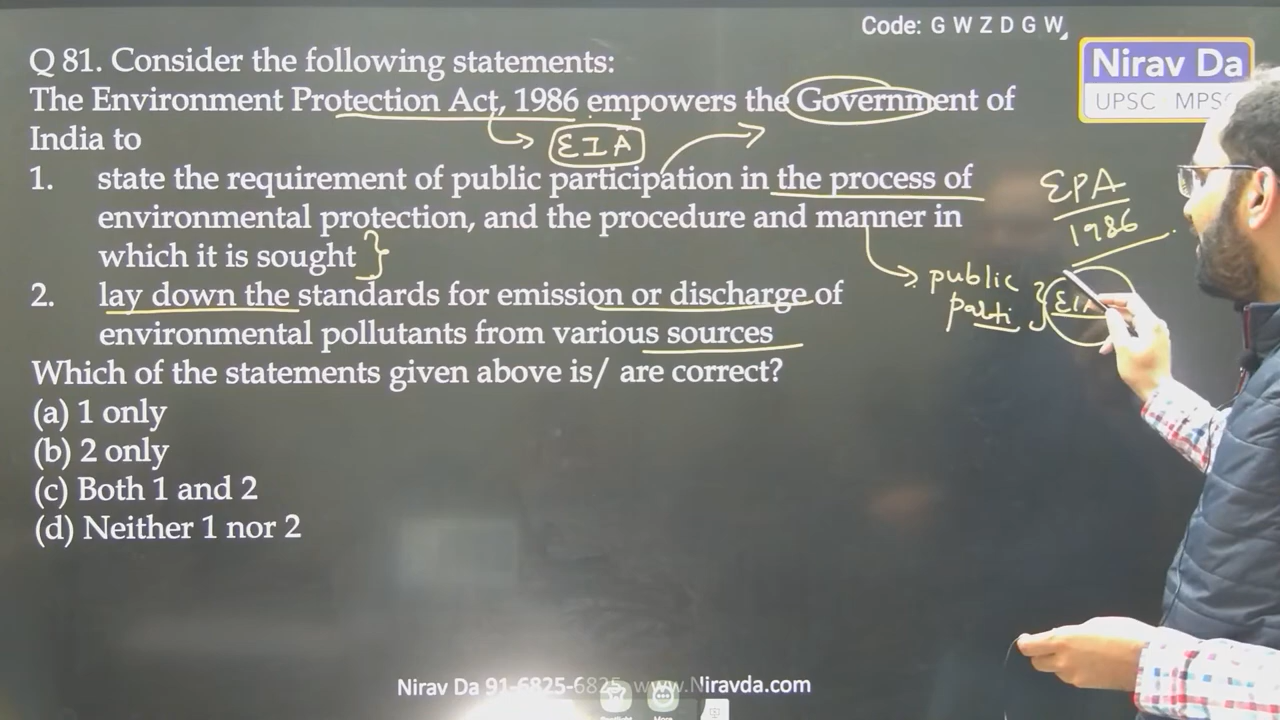 Code: G W Z D G W
Nirav Da
UPSC MPSC
Q 81. Consider the following statements:
The Environment Protection Act, 1986 empowers the Government of
India to
EIA
1. state the requirement of public participation in the process of
environmental protection, and the procedure and manner in
which it is sought
2. lay down the standards for emission or discharge of
environmental pollutants from various sources
EPA
1986
public
parti
EIA
Which of the statements given above is/ are correct?
(a) 1 only
(b) 2 only
(c) Both 1 and 2
(d) Neither 1 nor 2
Nirav Da 91-6825-6825 www.Niravda.com